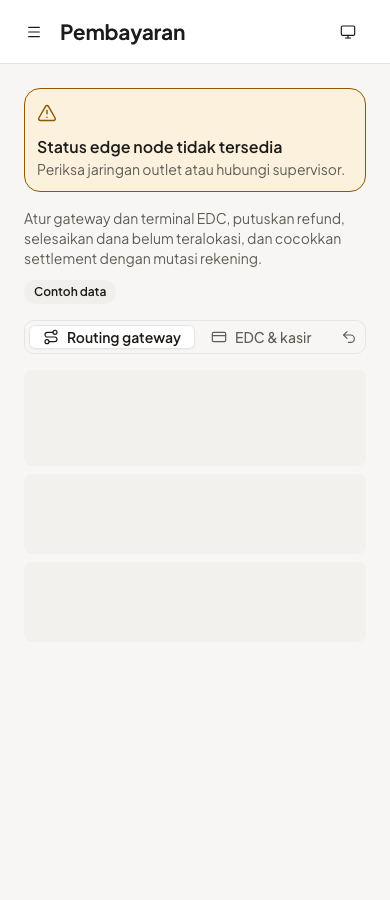 Pembayaran
Status edge node tidak tersedia
Periksa jaringan outlet atau hubungi supervisor.
Atur gateway dan terminal EDC, putuskan refund,
selesaikan dana belum teralokasi, dan cocokkan
settlement dengan mutasi rekening.
Contoh data
Routing gateway
EDC & kasir